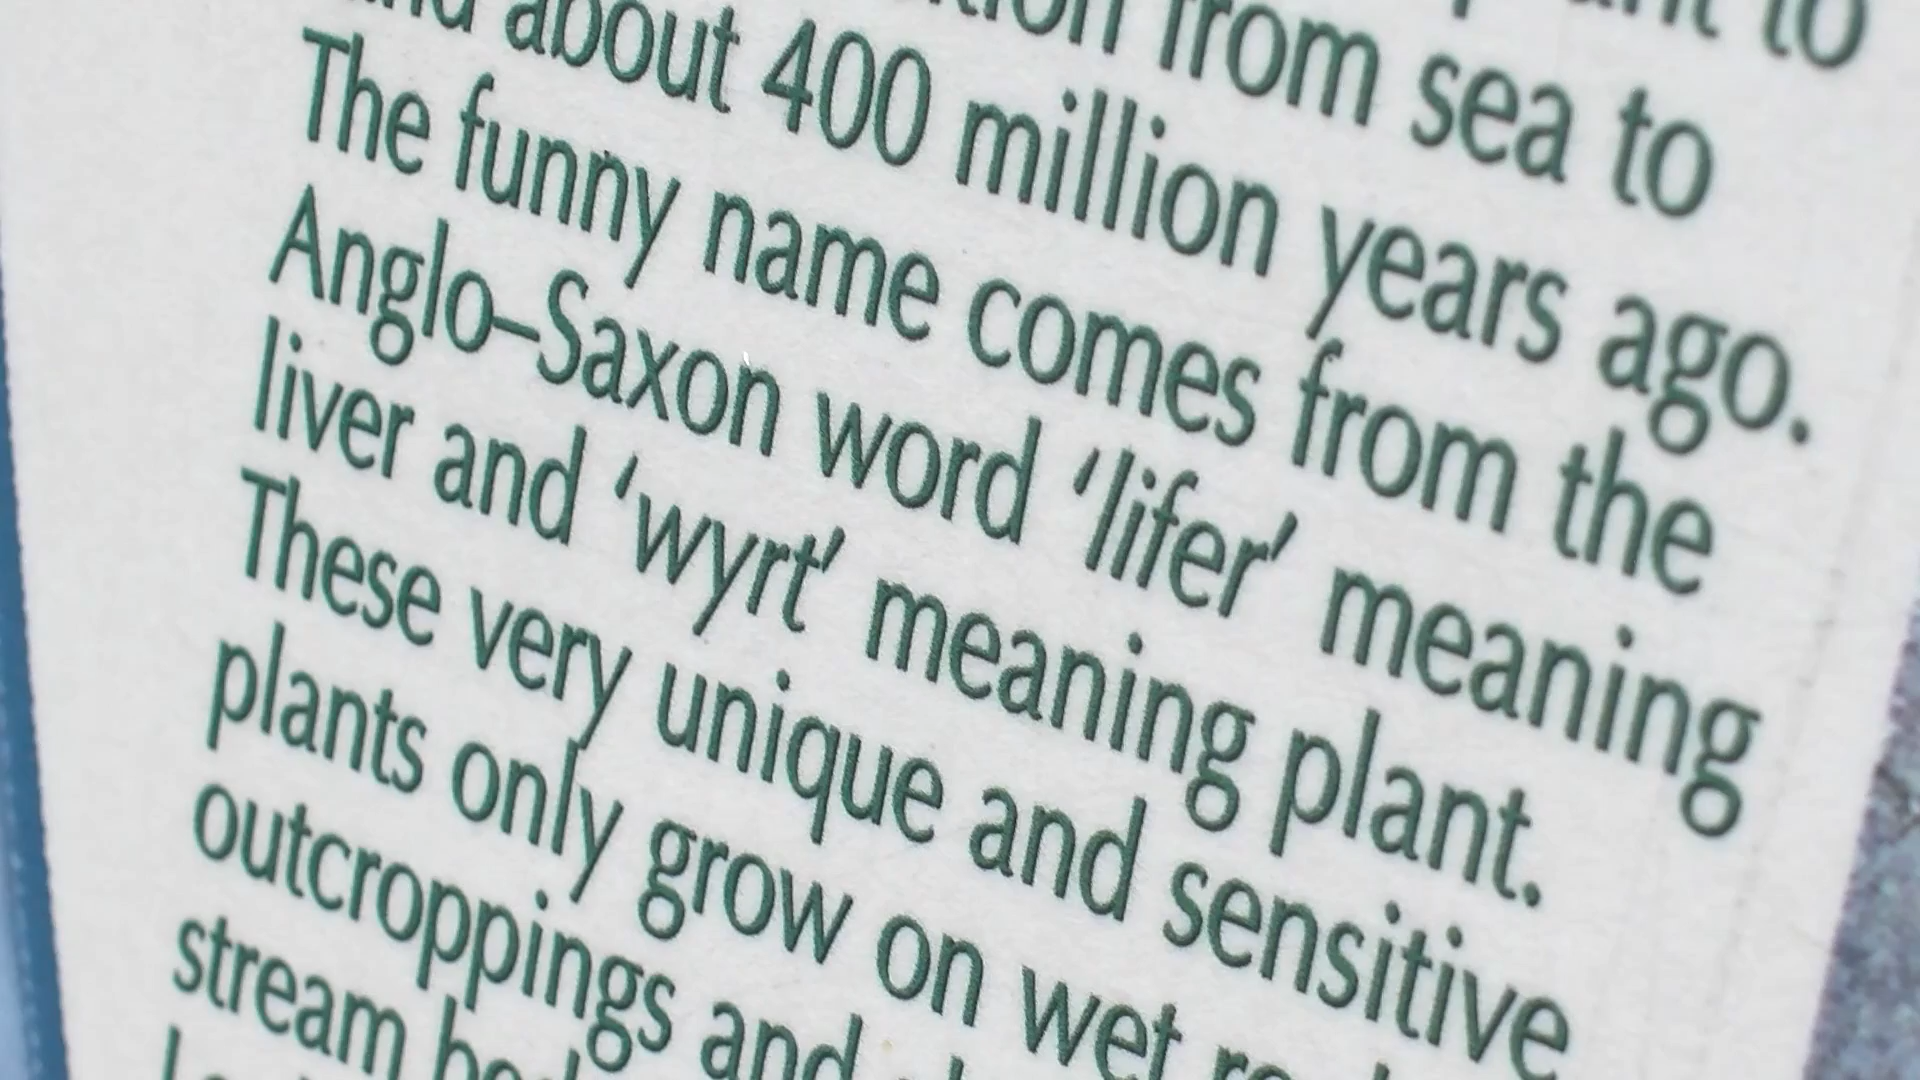 to
from sea to
about 400 million years ago.
The funny name comes from the
Anglo–Saxon word ‘lifer’ meaning
liver and ‘wyrt’ meaning plant.
These very unique and sensitive
plants only grow on wet
outcroppings and
stream